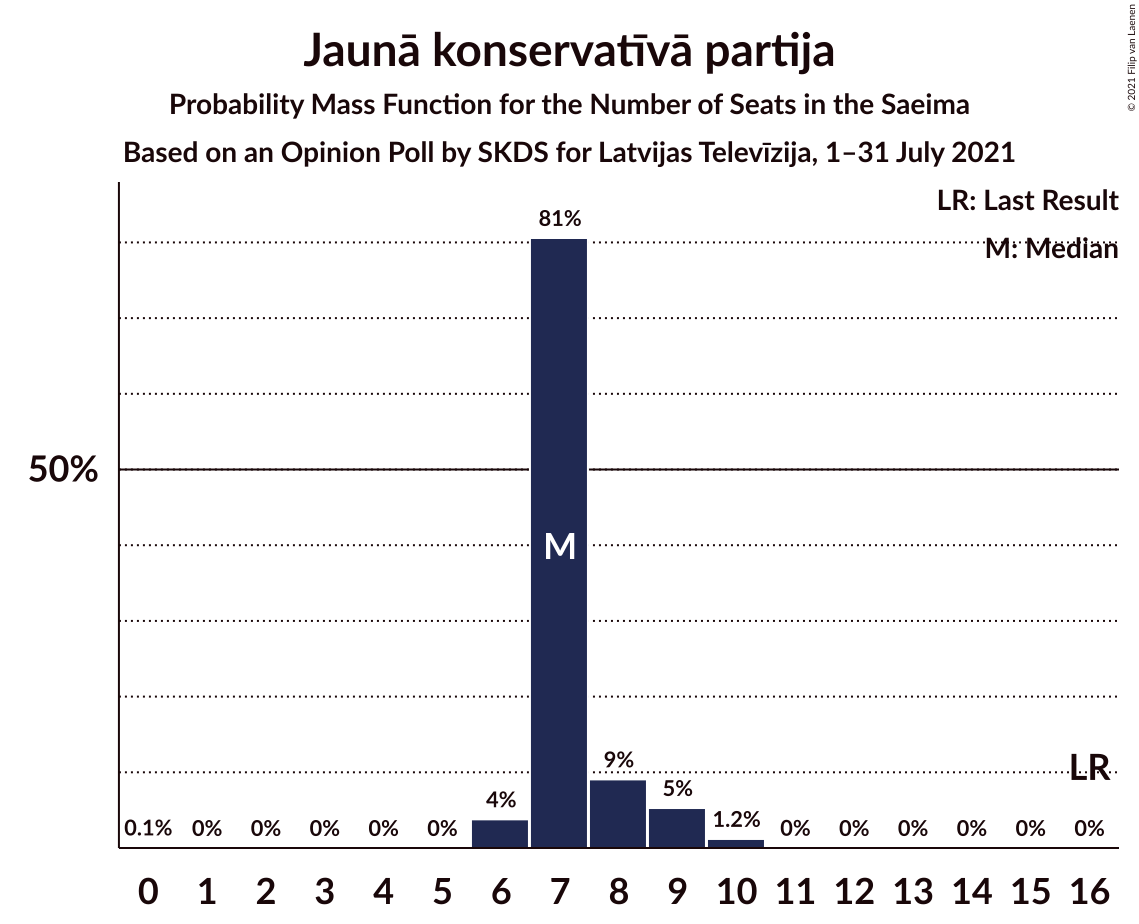 Jaunā konservatīvā partija
Probability Mass Function for the Number of Seats in the Saeima
Based on an Opinion Poll by SKDS for Latvijas Televīzija, 1–31 July 2021
© 2021 Filip van Laenen
LR: Last Result
M: Median
81%
50%
M
LR
9%
5%
4%
1.2%
0.1% 0% 0% 0% 0% 0% 0% 0% 0% 0% 0% 0%
0 1 2 3 4 5 6 7 8 9 10 11 12 13 14 15 16